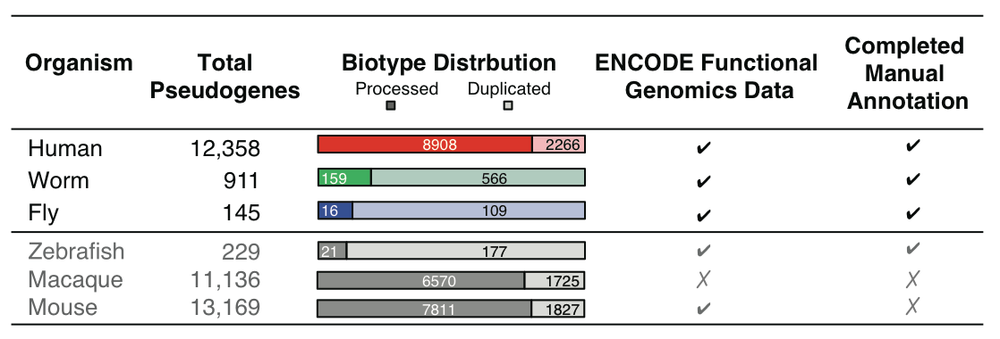 Organism Total Pseudogenes Biotype Distrbution ENCODE Functional Genomics Data Completed Manual Annotation
Processed Duplicated
Human 12,358 8908 2266 ✔ ✔
Worm 911 159 566 ✔ ✔
Fly 145 16 109 ✔ ✔
Zebrafish 229 21 177 ✔ ✔
Macaque 11,136 6570 1725 ✗ ✗
Mouse 13,169 7811 1827 ✔ ✗